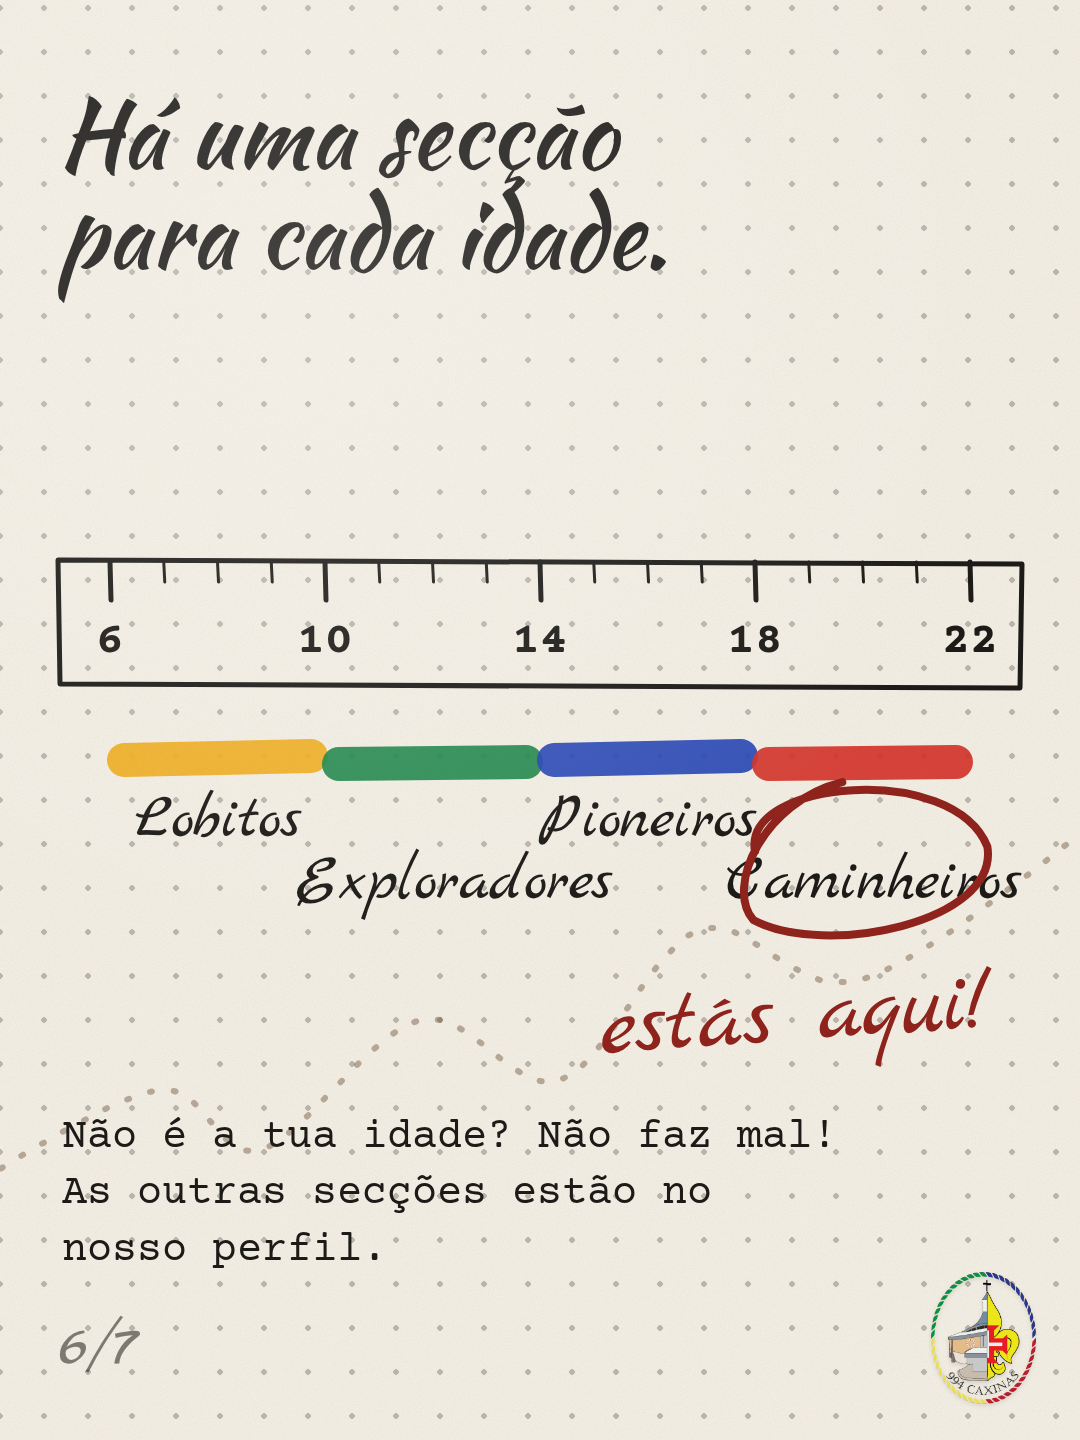 Há uma secção
para cada idade.
6 10 14 18 22
Lobitos
Exploradores
Pioneiros
Caminheiros
estás aqui!
Não é a tua idade? Não faz mal!
As outras secções estão no
nosso perfil.
6/7
994 CAXINAS